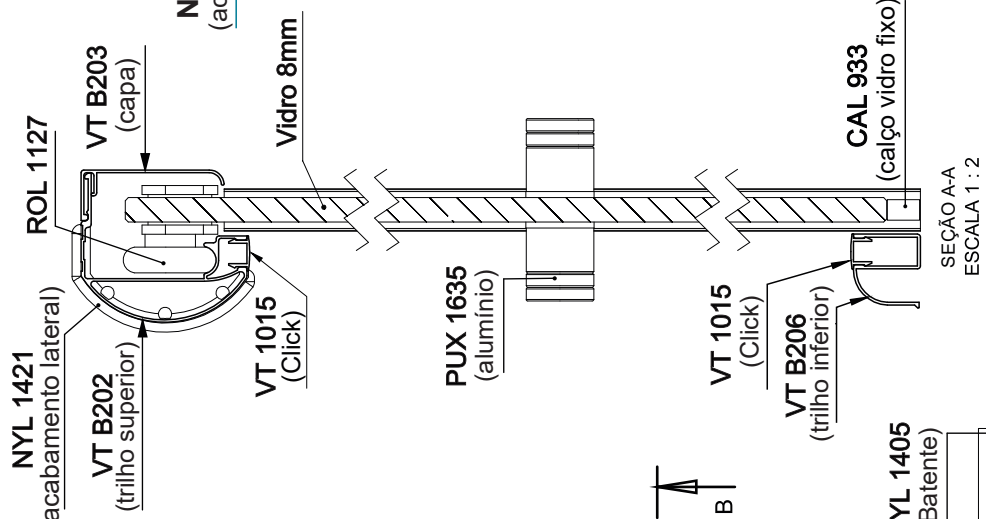 N
(ac
NYL 1421
acabamento lateral)
VT B202
(trilho superior)
ROL 1127
VT B203
(capa)
Vidro 8mm
VT 1015
(Click)
PUX 1635
(alumínio)
VT 1015
(Click)
VT B206
(trilho inferior)
CAL 933
(calço vidro fixo)
SEÇÃO A-A
ESCALA 1 : 2
B
YL 1405
Batente)